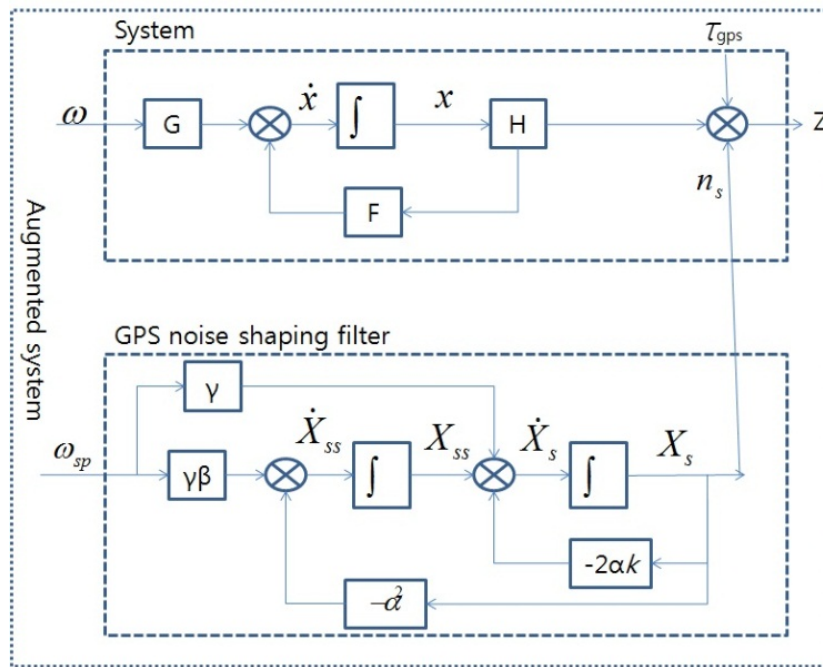 System
τgps
ω
G
ẋ
∫
x
H
Z
F
nₛ
Augmented system
GPS noise shaping filter
γ
ωₛₚ
γβ
Ẋₛₛ
∫
Xₛₛ
Ẋₛ
∫
Xₛ
-2αk
-α²